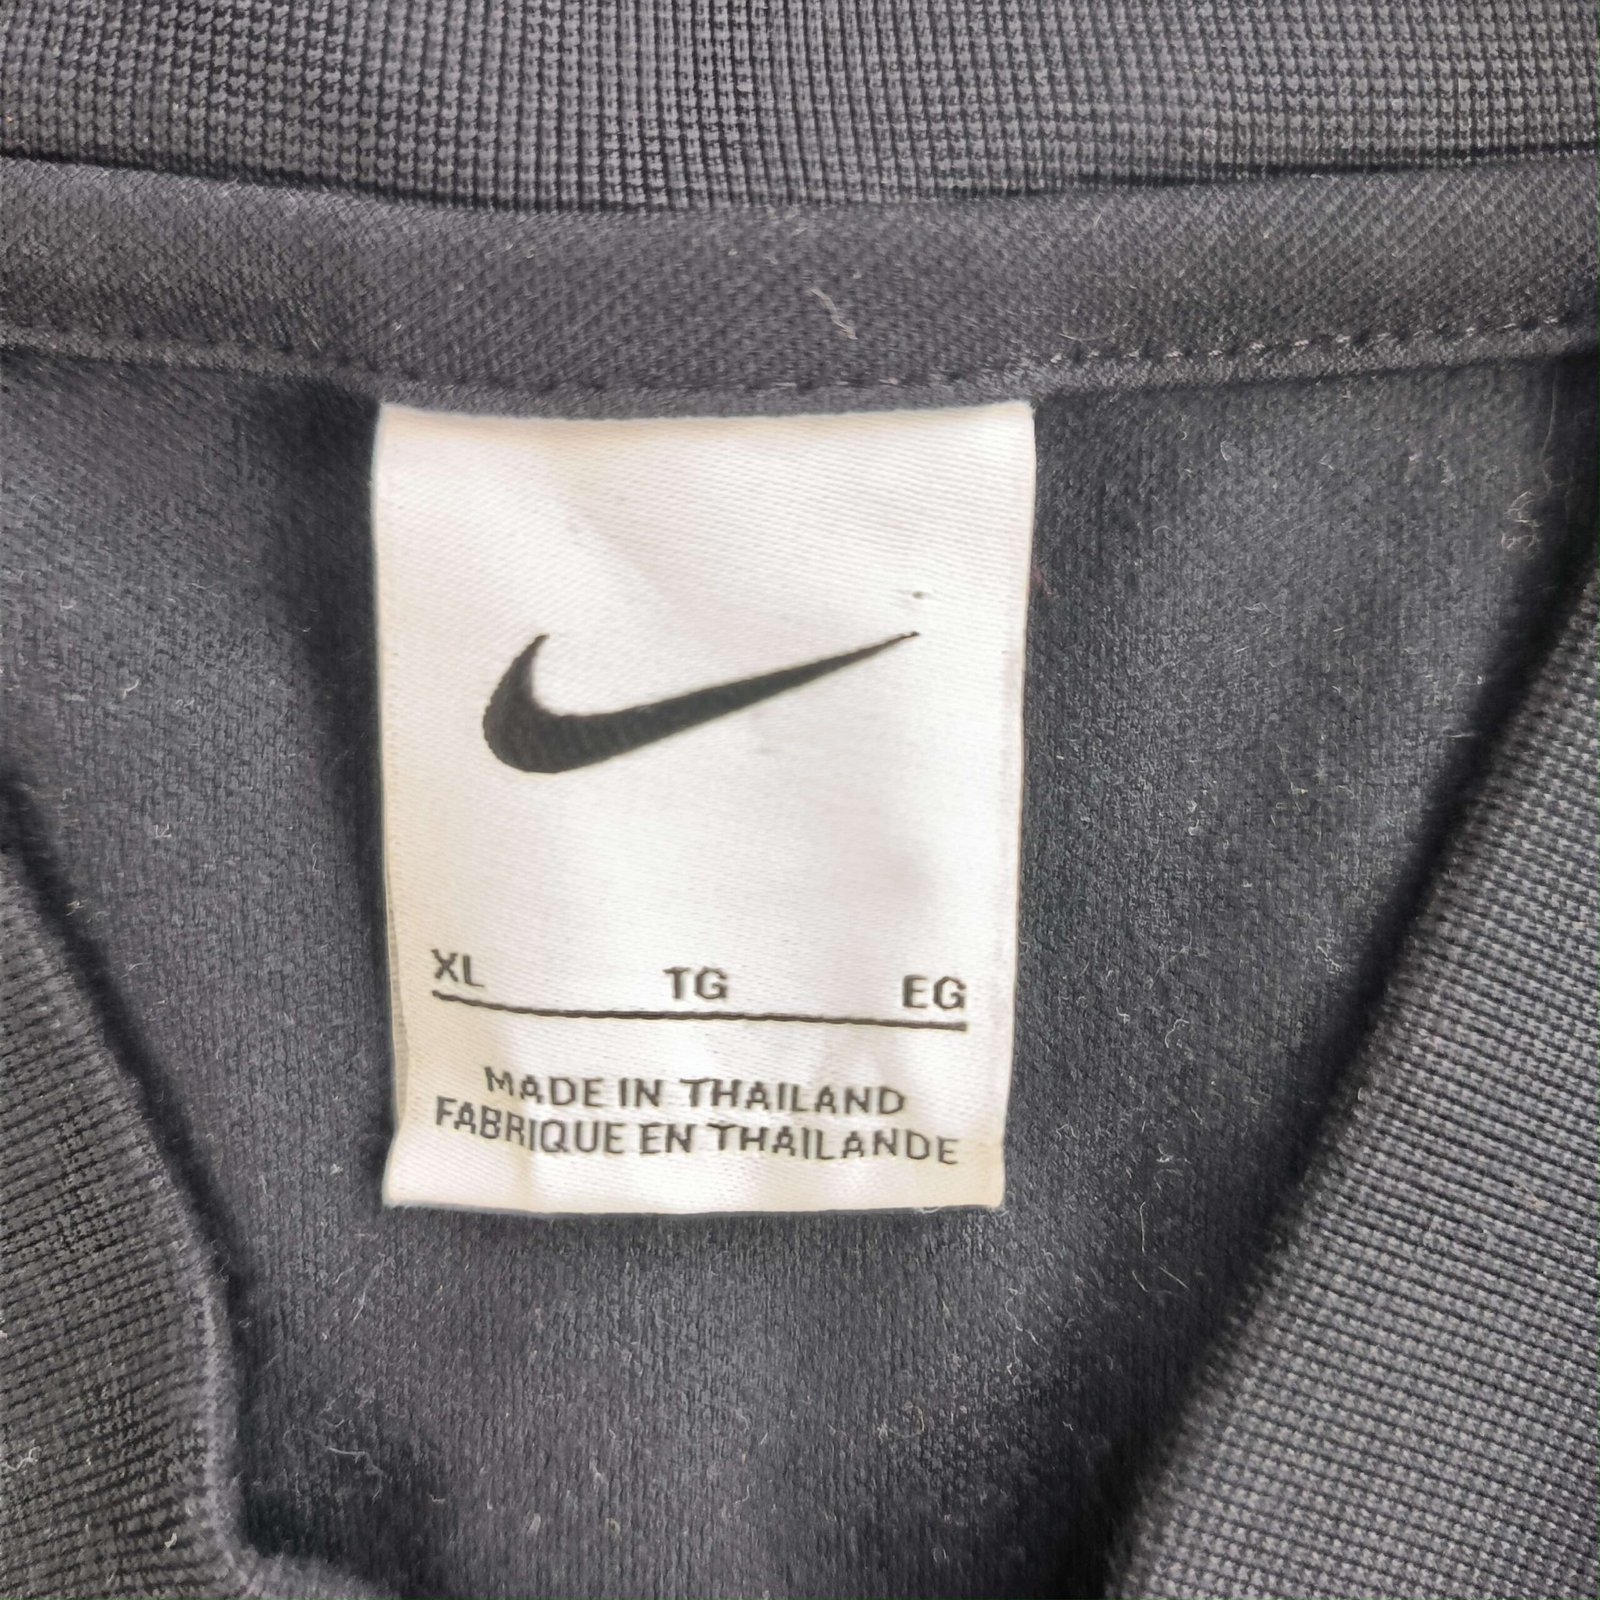 XL TG EG
MADE IN THAILAND
FABRIQUE EN THAILANDE